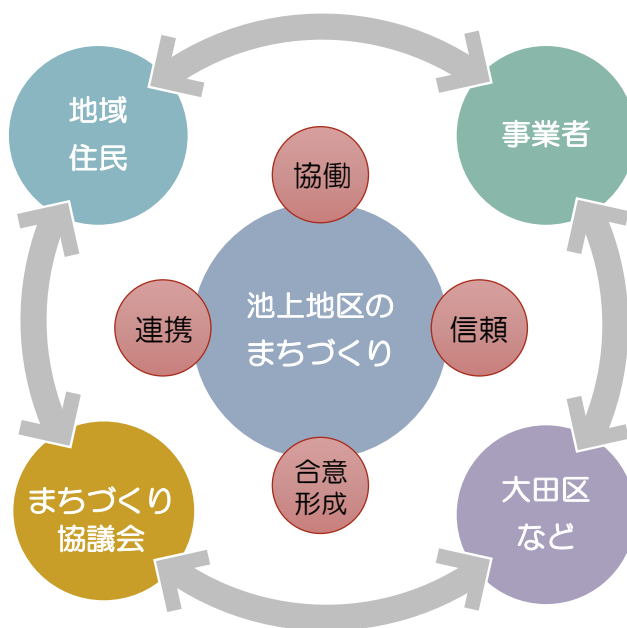 地域
住民
事業者
協働
池上地区の
まちづくり
連携
信頼
合意
形成
まちづくり
協議会
大田区
など